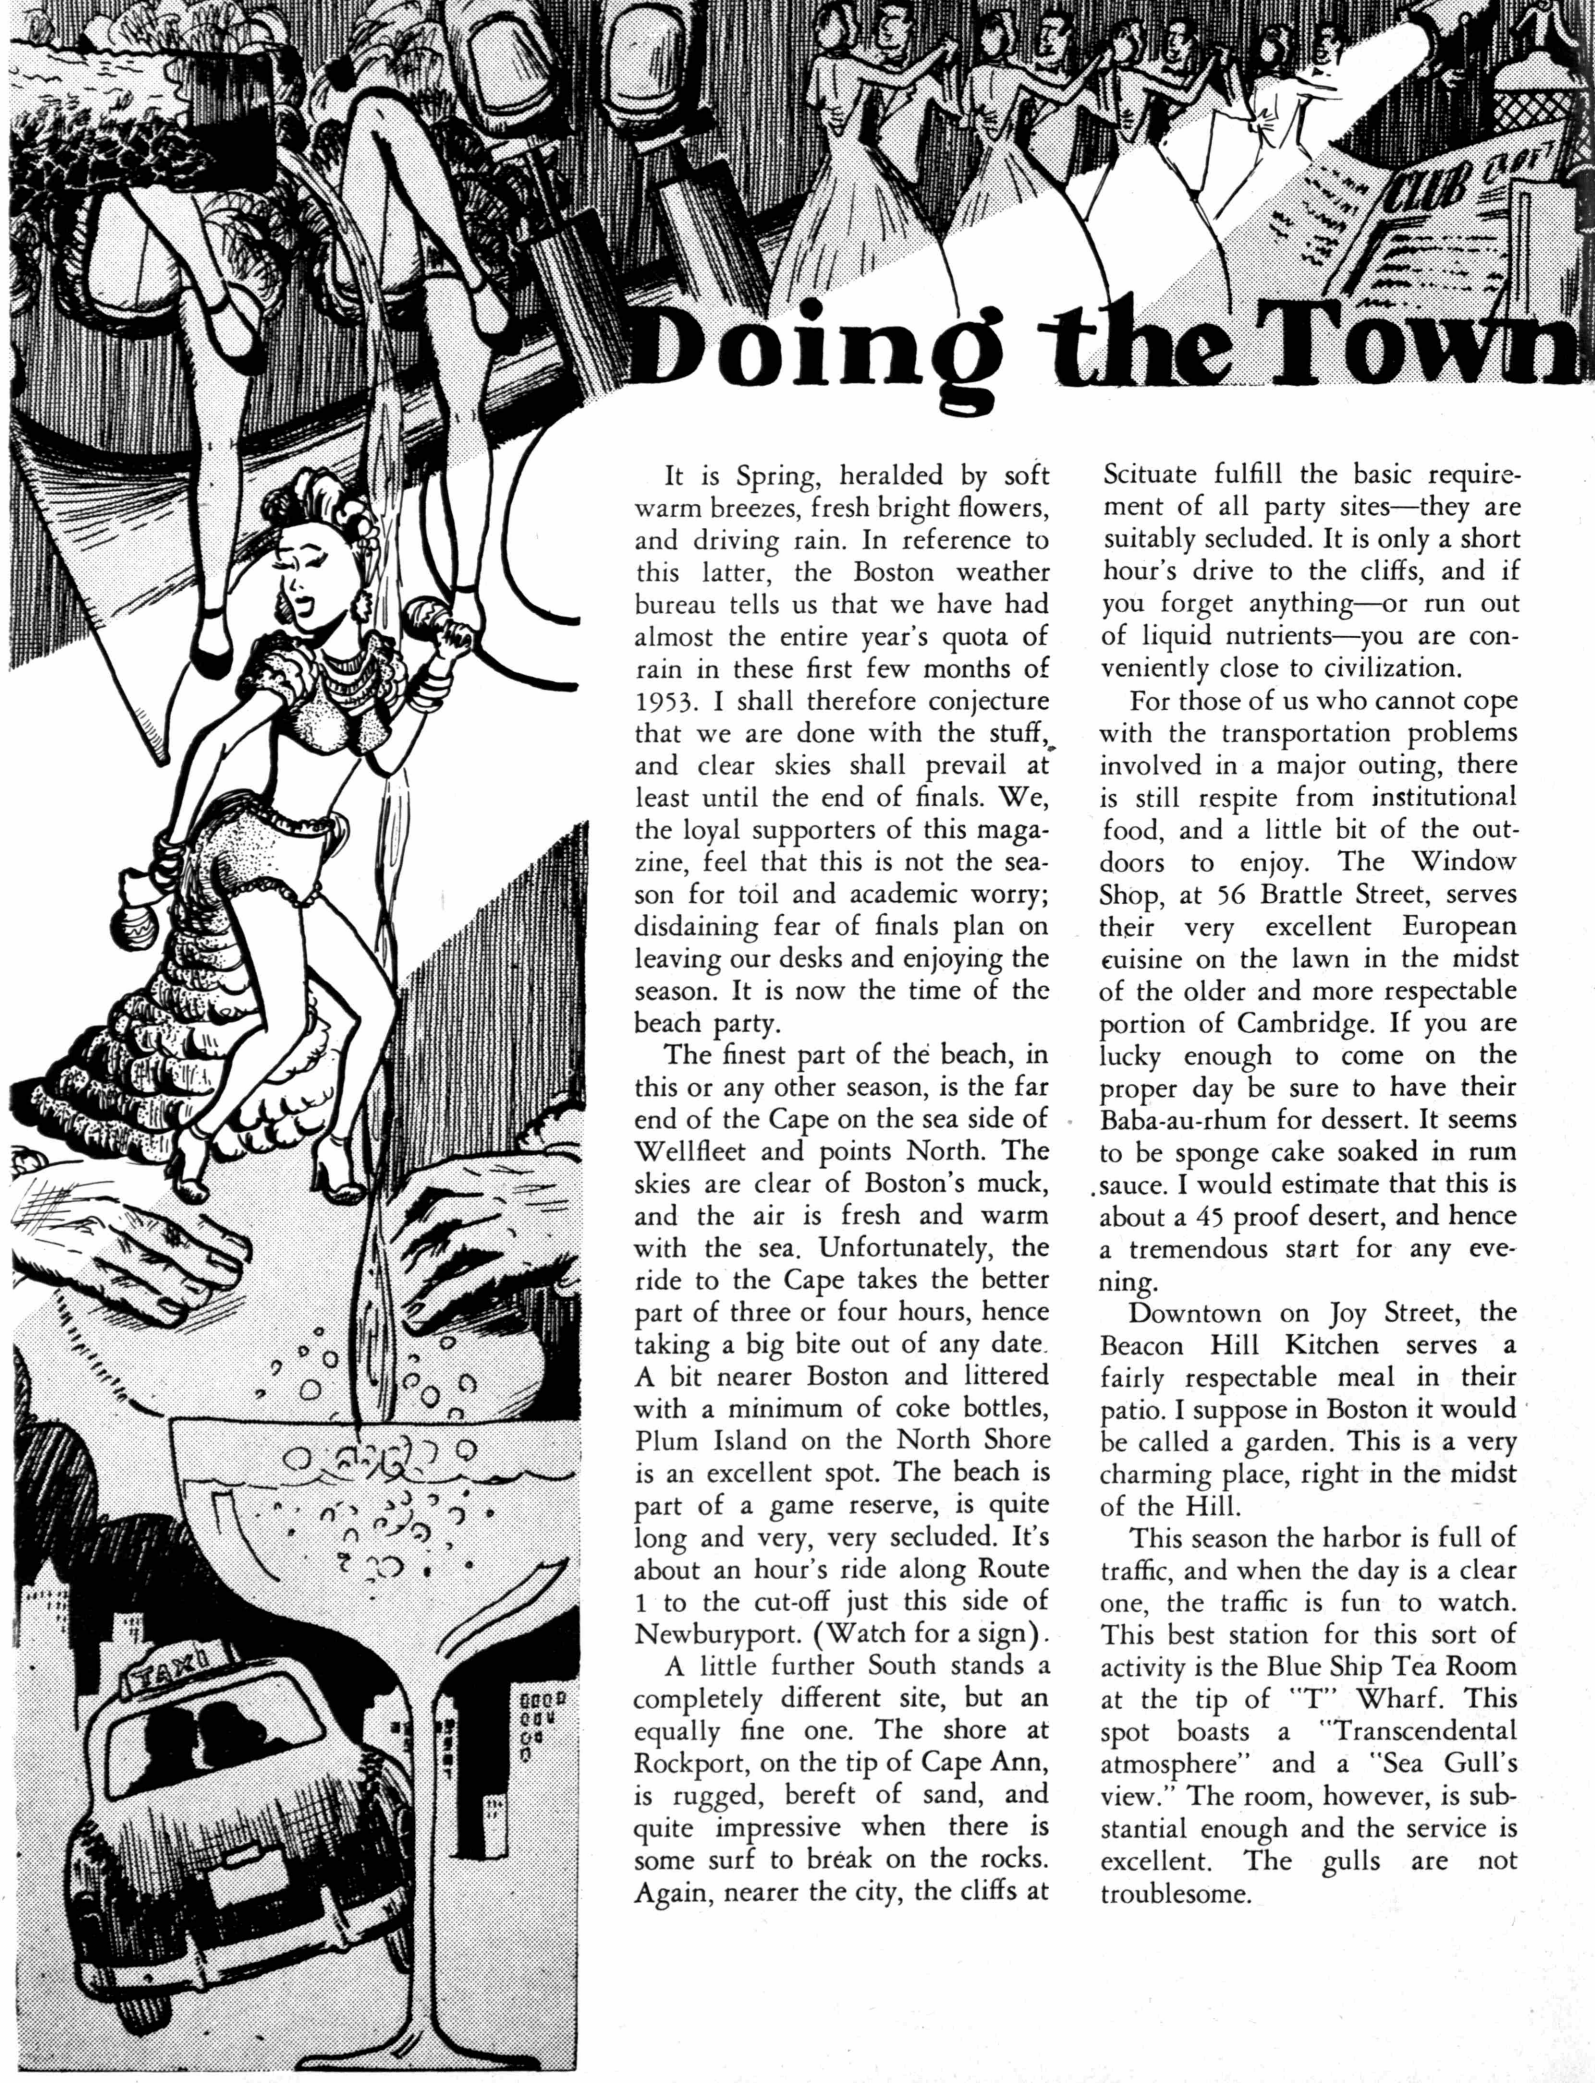 CLUB
Doing the Town
It is Spring, heralded by soft
warm breezes, fresh bright flowers,
and driving rain. In reference to
this latter, the Boston weather
bureau tells us that we have had
almost the entire year's quota of
rain in these first few months of
1953. I shall therefore conjecture
that we are done with the stuff,
and clear skies shall prevail at
least until the end of finals. We,
the loyal supporters of this maga-
zine, feel that this is not the sea-
son for toil and academic worry;
disdaining fear of finals plan on
leaving our desks and enjoying the
season. It is now the time of the
beach party.
The finest part of the beach, in
this or any other season, is the far
end of the Cape on the sea side of
Wellfleet and points North. The
skies are clear of Boston's muck,
and the air is fresh and warm
with the sea. Unfortunately, the
ride to the Cape takes the better
part of three or four hours, hence
taking a big bite out of any date.
A bit nearer Boston and littered
with a minimum of coke bottles,
Plum Island on the North Shore
is an excellent spot. The beach is
part of a game reserve, is quite
long and very, very secluded. It's
about an hour's ride along Route
1 to the cut-off just this side of
Newburyport. (Watch for a sign).
A little further South stands a
completely different site, but an
equally fine one. The shore at
Rockport, on the tip of Cape Ann,
is rugged, bereft of sand, and
quite impressive when there is
some surf to break on the rocks.
Again, nearer the city, the cliffs at
Scituate fulfill the basic require-
ment of all party sites—they are
suitably secluded. It is only a short
hour's drive to the cliffs, and if
you forget anything—or run out
of liquid nutrients—you are con-
veniently close to civilization.
For those of us who cannot cope
with the transportation problems
involved in a major outing, there
is still respite from institutional
food, and a little bit of the out-
doors to enjoy. The Window
Shop, at 56 Brattle Street, serves
their very excellent European
cuisine on the lawn in the midst
of the older and more respectable
portion of Cambridge. If you are
lucky enough to come on the
proper day be sure to have their
Baba-au-rhum for dessert. It seems
to be sponge cake soaked in rum
sauce. I would estimate that this is
about a 45 proof desert, and hence
a tremendous start for any eve-
ning.
Downtown on Joy Street, the
Beacon Hill Kitchen serves a
fairly respectable meal in their
patio. I suppose in Boston it would
be called a garden. This is a very
charming place, right in the midst
of the Hill.
This season the harbor is full of
traffic, and when the day is a clear
one, the traffic is fun to watch.
This best station for this sort of
activity is the Blue Ship Tea Room
at the tip of "T" Wharf. This
spot boasts a "Transcendental
atmosphere" and a "Sea Gull's
view." The room, however, is sub-
stantial enough and the service is
excellent. The gulls are not
troublesome.
TAXI